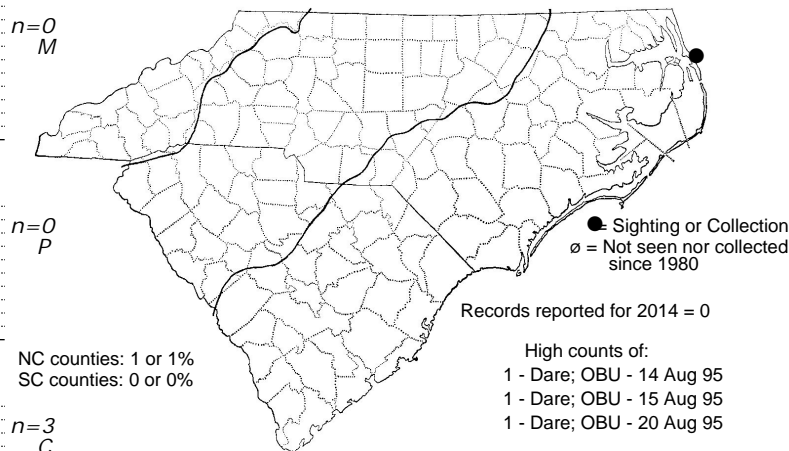 n=0
M
n=0
P
● = Sighting or Collection
ø = Not seen nor collected
since 1980
Records reported for 2014 = 0
NC counties: 1 or 1%
SC counties: 0 or 0%
High counts of:
1 - Dare; OBU - 14 Aug 95
1 - Dare; OBU - 15 Aug 95
1 - Dare; OBU - 20 Aug 95
n=3
C